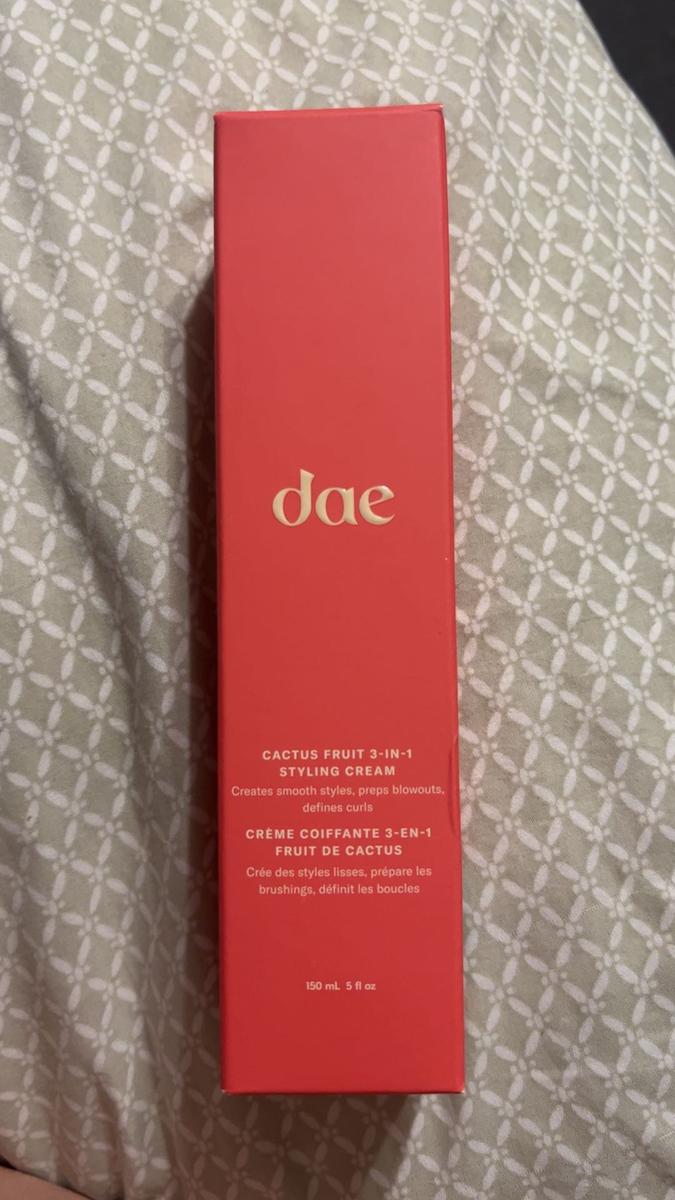 dae
CACTUS FRUIT 3-IN-1
STYLING CREAM
Creates smooth styles, preps blowouts,
defines curls
CRÈME COIFFANTE 3-EN-1
FRUIT DE CACTUS
Crée des styles lisses, prépare les
brushings, définit les boucles
150 mL 5 fl oz